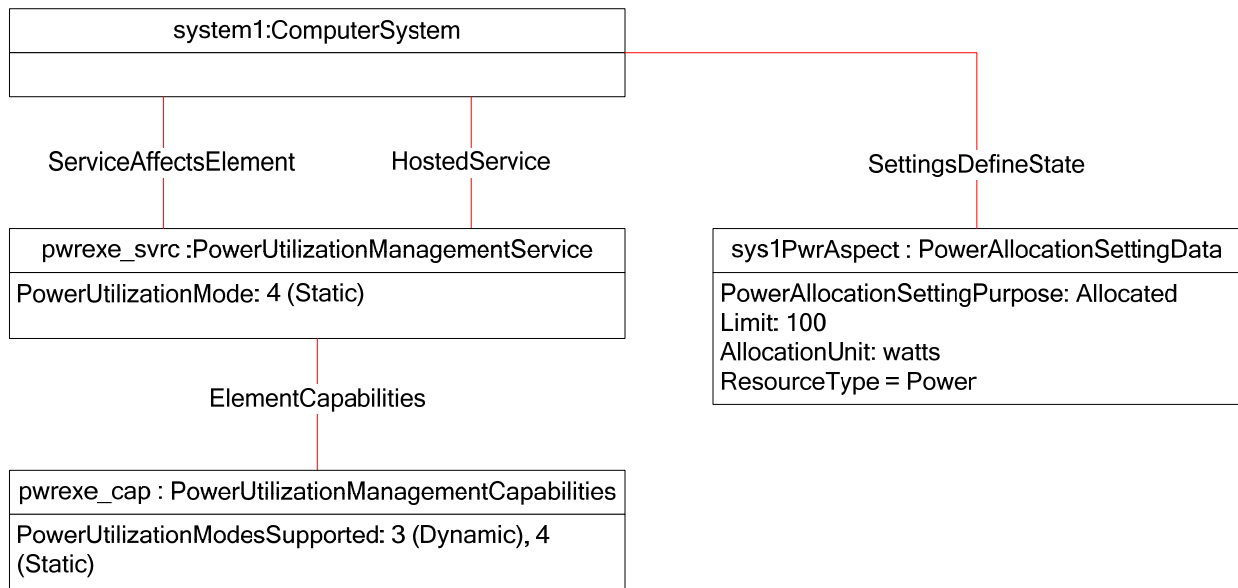 system1:ComputerSystem
ServiceAffectsElement
HostedService
SettingsDefineState
pwrexe_svrc :PowerUtilizationManagementService
PowerUtilizationMode: 4 (Static)
sys1PwrAspect : PowerAllocationSettingData
PowerAllocationSettingPurpose: Allocated
Limit: 100
AllocationUnit: watts
ResourceType = Power
ElementCapabilities
pwrexe_cap : PowerUtilizationManagementCapabilities
PowerUtilizationModesSupported: 3 (Dynamic), 4
(Static)